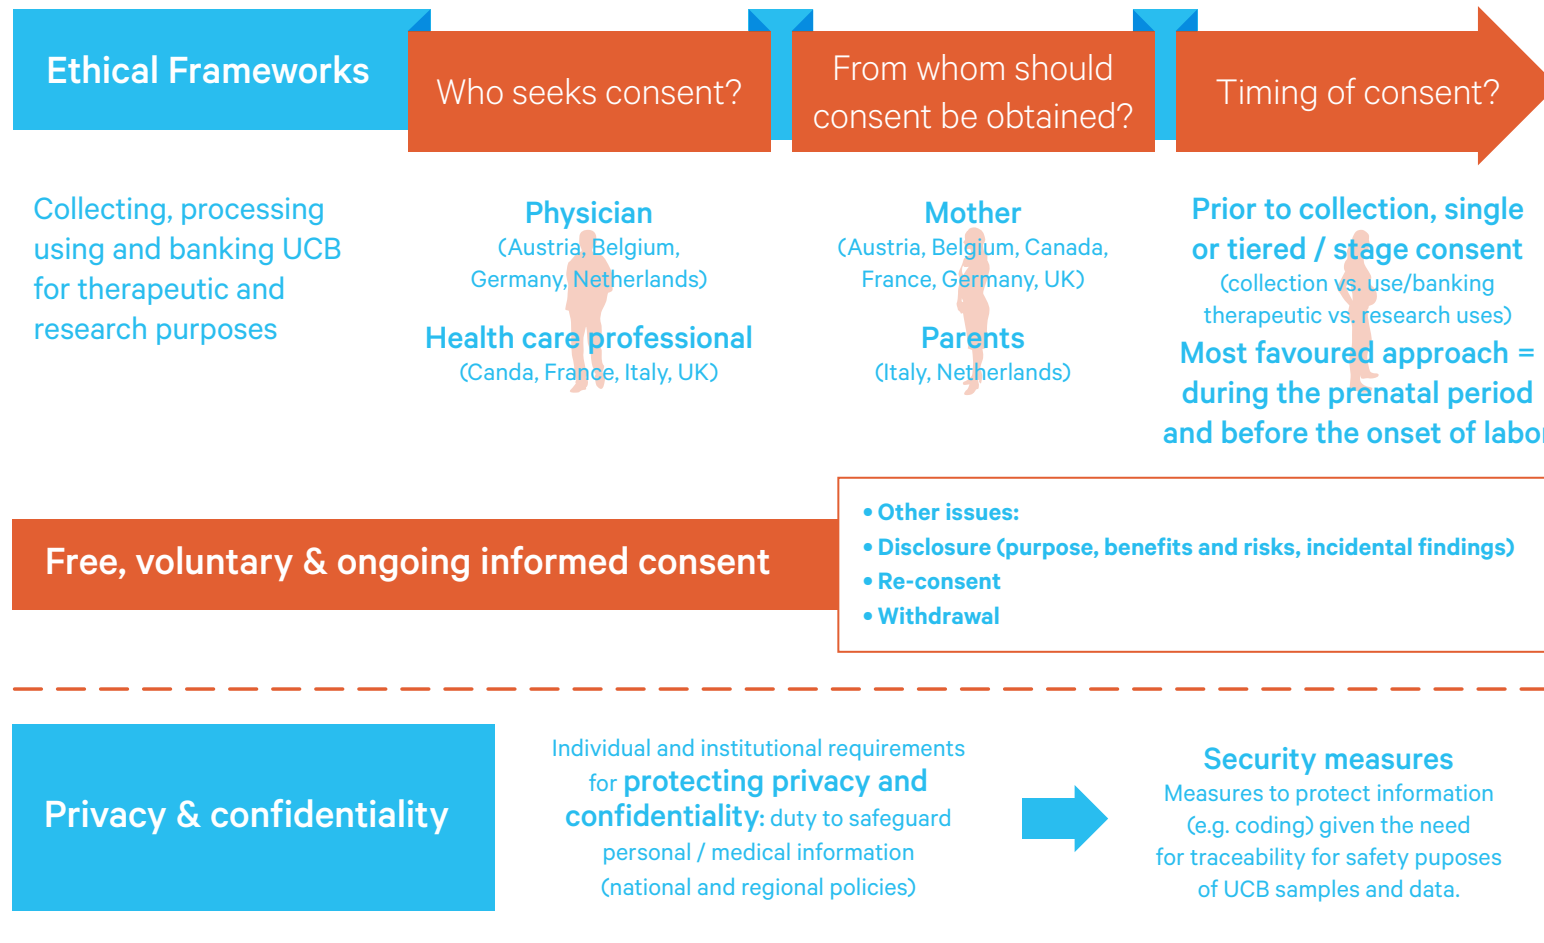 Ethical Frameworks
Who seeks consent?
From whom should
consent be obtained?
Timing of consent?
Collecting, processing
using and banking UCB
for therapeutic and
research purposes
Physician
(Austria, Belgium,
Germany, Netherlands)
Health care professional
(Canda, France, Italy, UK)
Mother
(Austria, Belgium, Canada,
France, Germany, UK)
Parents
(Italy, Netherlands)
Prior to collection, single
or tiered / stage consent
(collection vs. use/banking
therapeutic vs. research uses)
Most favoured approach =
during the prenatal period
and before the onset of labor
Free, voluntary & ongoing informed consent
• Other issues:
• Disclosure (purpose, benefits and risks, incidental findings)
• Re-consent
• Withdrawal
Privacy & confidentiality
Individual and institutional requirements
for protecting privacy and
confidentiality: duty to safeguard
personal / medical information
(national and regional policies)
Security measures
Measures to protect information
(e.g. coding) given the need
for traceability for safety puposes
of UCB samples and data.